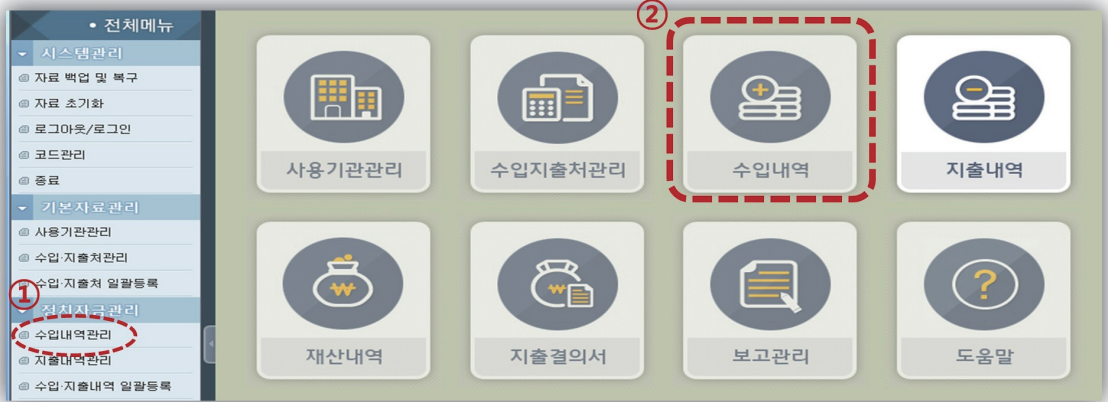 • 전체메뉴
시스템관리
자료 백업 및 복구
자료 초기화
로그아웃/로그인
코드관리
종료
기본자료관리
사용기관관리
수입·지출처관리
수입·지출처 일괄등록
①
정치자금관리
수입내역관리
지출내역관리
수입·지출내역 일괄등록
②
사용기관관리
수입지출처관리
수입내역
지출내역
재산내역
지출결의서
보고관리
도움말